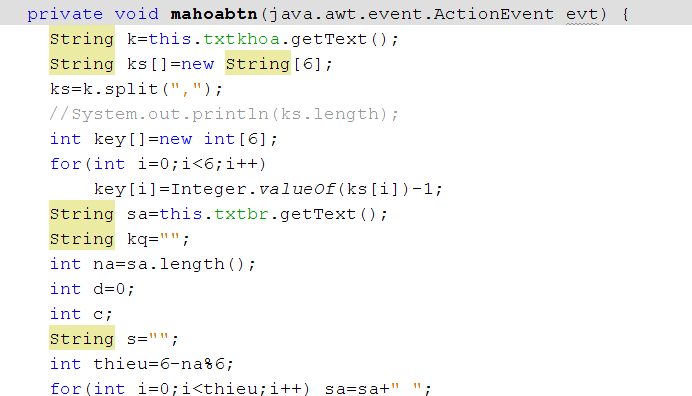 private void mahoabtn(java.awt.event.ActionEvent evt) {
String k=this.txtkhoa.getText();
String ks[]=new String[6];
ks=k.split(",");
//System.out.println(ks.length);
int key[]=new int[6];
for(int i=0;i<6;i++)
key[i]=Integer.valueOf(ks[i])-1;
String sa=this.txtbr.getText();
String kq="";
int na=sa.length();
int d=0;
int c;
String s="";
int thieu=6-na%6;
for(int i=0;i<thieu;i++) sa=sa+" ";